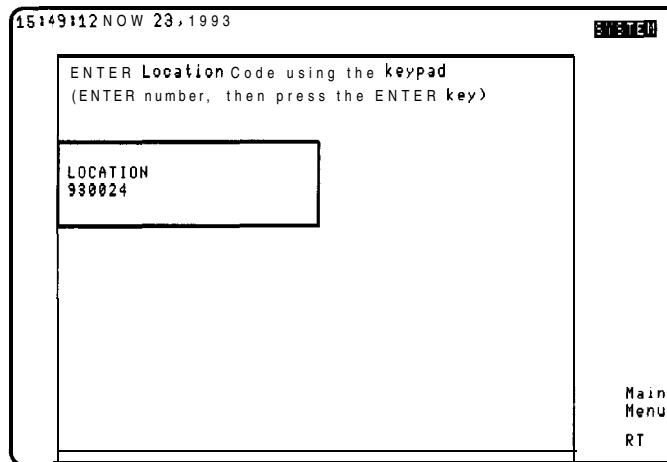 15:49:12 NOW 23,1993
SYSTEM
ENTER Location Code using the keypad
(ENTER number, then press the ENTER key)
LOCATION
930024
Main
Menu
RT